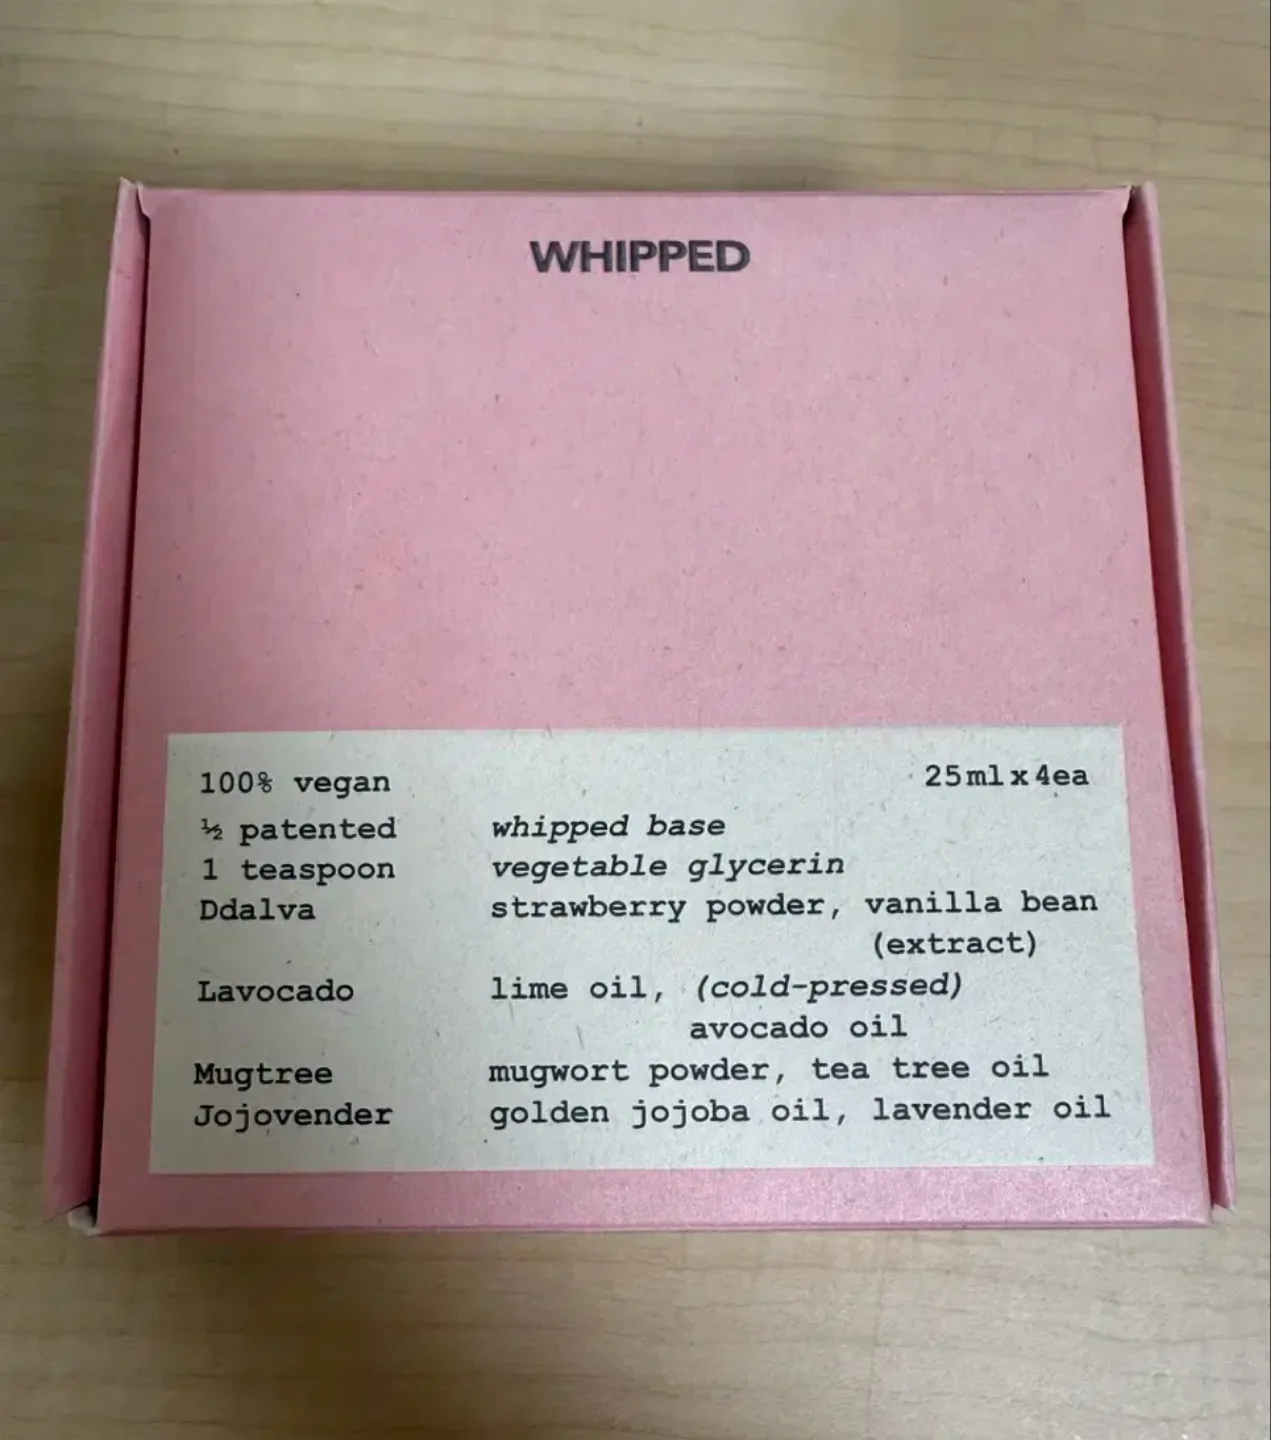 WHIPPED
100% vegan 25ml x 4ea
½ patented whipped base
1 teaspoon vegetable glycerin
Ddalva strawberry powder, vanilla bean
(extract)
Lavocado lime oil, (cold-pressed)
avocado oil
Mugtree mugwort powder, tea tree oil
Jojovender golden jojoba oil, lavender oil